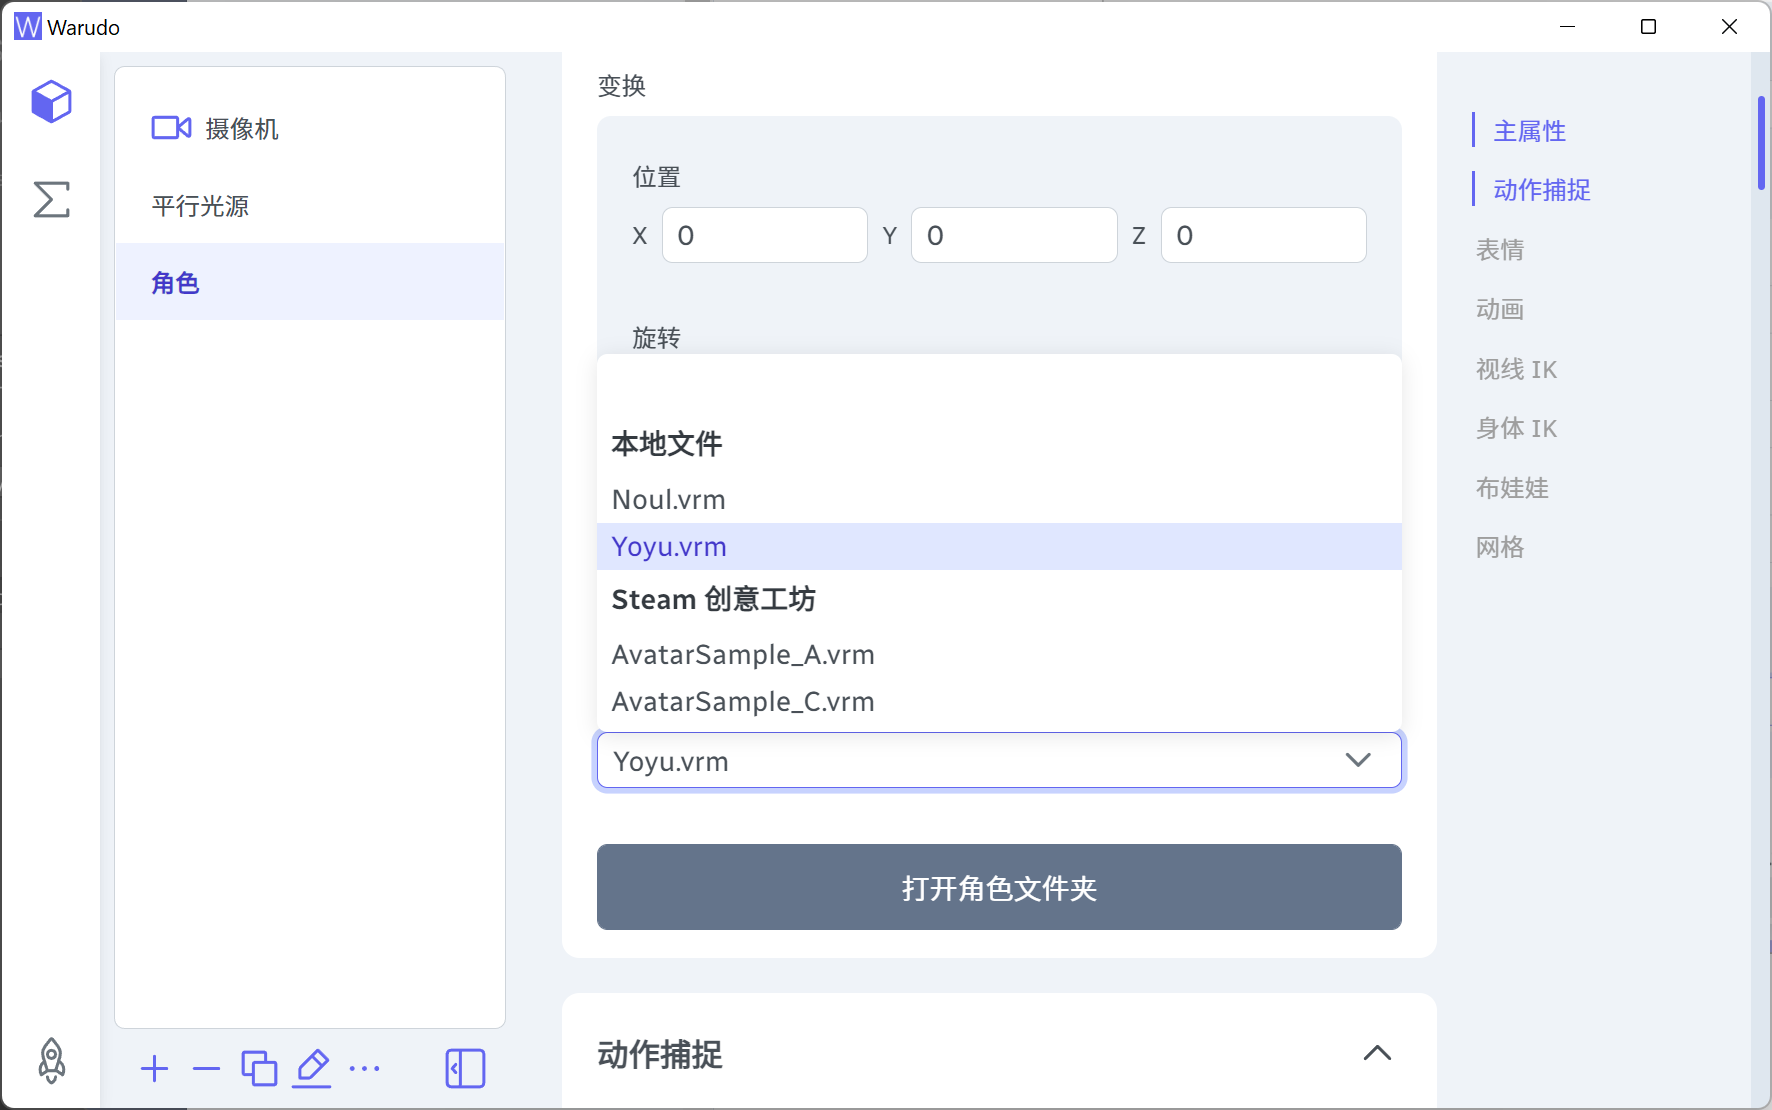 Warudo
摄像机
平行光源
角色
变换
位置
X 0 Y 0 Z 0
旋转
本地文件
Noul.vrm
Yoyu.vrm
Steam 创意工坊
AvatarSample_A.vrm
AvatarSample_C.vrm
Yoyu.vrm
打开角色文件夹
动作捕捉
主属性
动作捕捉
表情
动画
视线 IK
身体 IK
布娃娃
网格